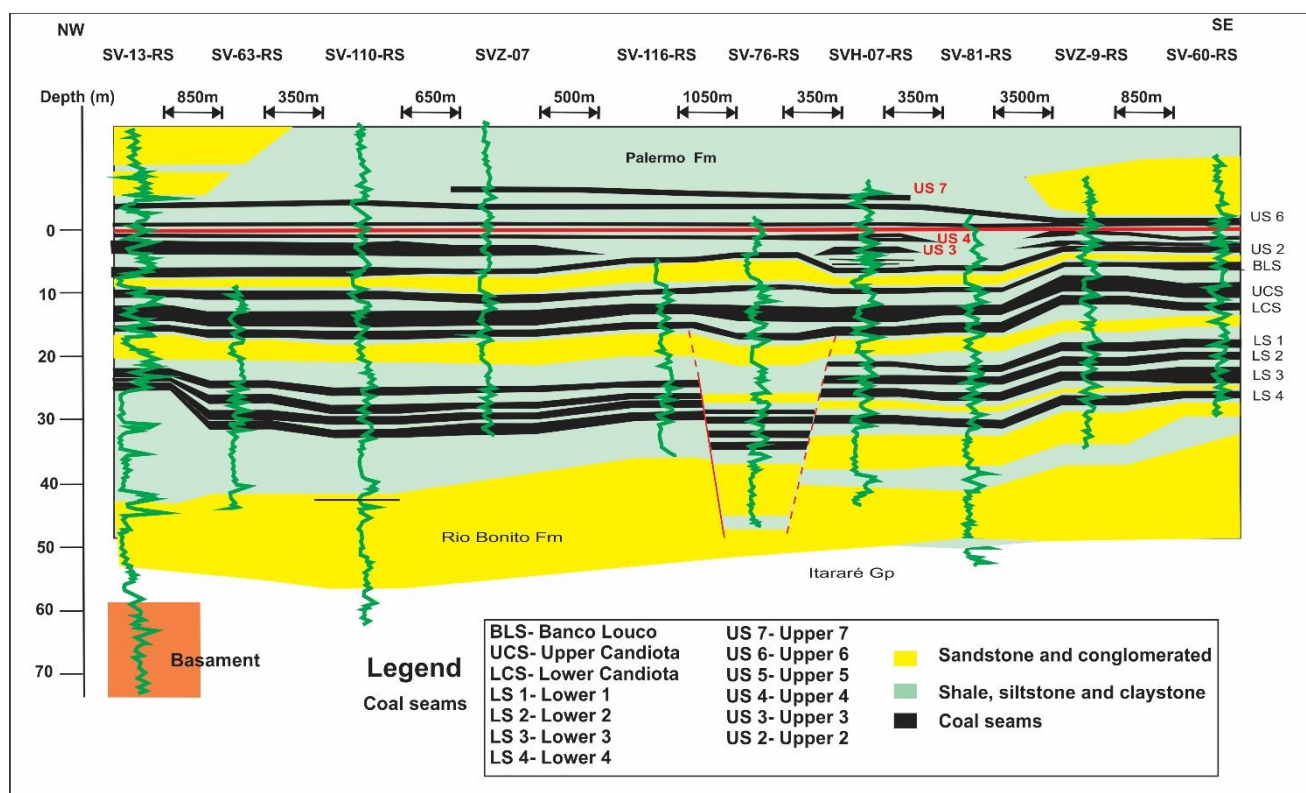 NW
SE
SV-13-RS SV-63-RS SV-110-RS SVZ-07 SV-116-RS SV-76-RS SVH-07-RS SV-81-RS SVZ-9-RS SV-60-RS
Depth (m) 850m 350m 650m 500m 1050m 350m 350m 3000m 850m
Palermo Fm
US 7
US 6
0
US 4
US 3
US 2
BLS
10
UCS
LCS
LS 1
20
LS 2
LS 3
LS 4
30
40
Rio Bonito Fm
50
Itararé Gp
60
70
Basament
Legend
Coal seams
BLS- Banco Louco
UCS- Upper Candiota
LCS- Lower Candiota
LS 1- Lower 1
LS 2- Lower 2
LS 3- Lower 3
LS 4- Lower 4
US 7- Upper 7
US 6- Upper 6
US 5- Upper 5
US 4- Upper 4
US 3- Upper 3
US 2- Upper 2
Sandstone and conglomerated
Shale, siltstone and claystone
Coal seams